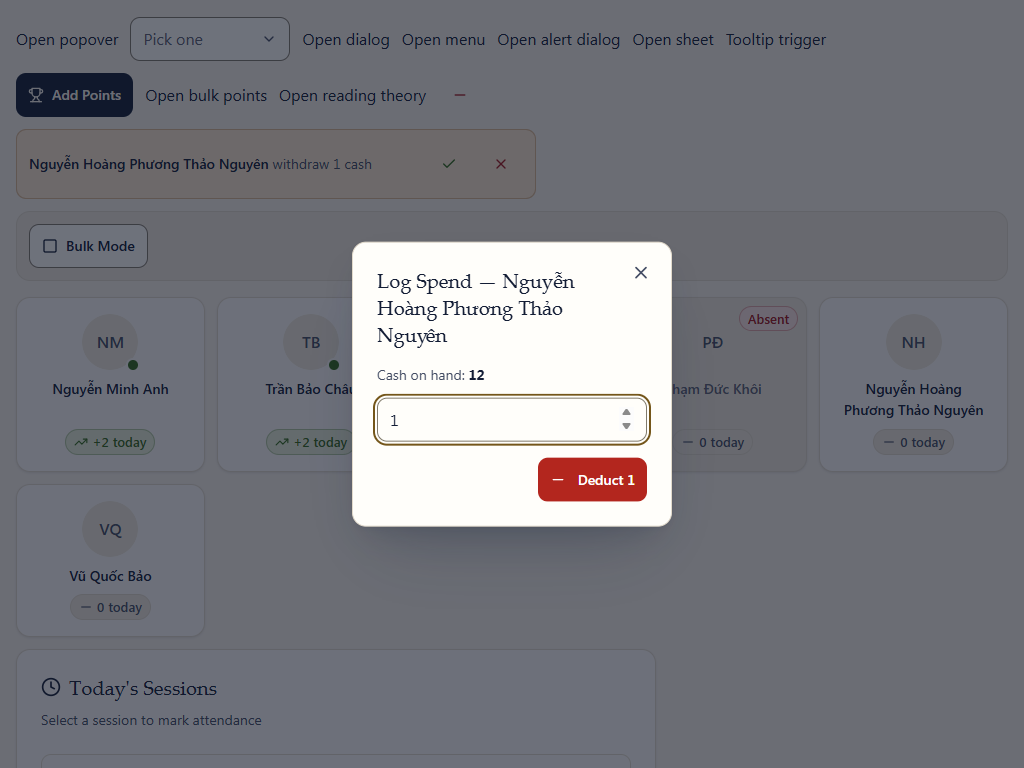 Open popover
Pick one
Open dialog
Open menu
Open alert dialog
Open sheet
Tooltip trigger
Add Points
Open bulk points
Open reading theory
Nguyễn Hoàng Phương Thảo Nguyên withdraw 1 cash
Bulk Mode
Log Spend — Nguyễn
Hoàng Phương Thảo
Nguyên
Cash on hand: 12
1
Deduct 1
NM
Nguyễn Minh Anh
+2 today
TB
Trần Bảo Châu
+2 today
Absent
PĐ
Đức Khôi
0 today
NH
Nguyễn Hoàng
Phương Thảo Nguyên
0 today
VQ
Vũ Quốc Bảo
0 today
Today's Sessions
Select a session to mark attendance